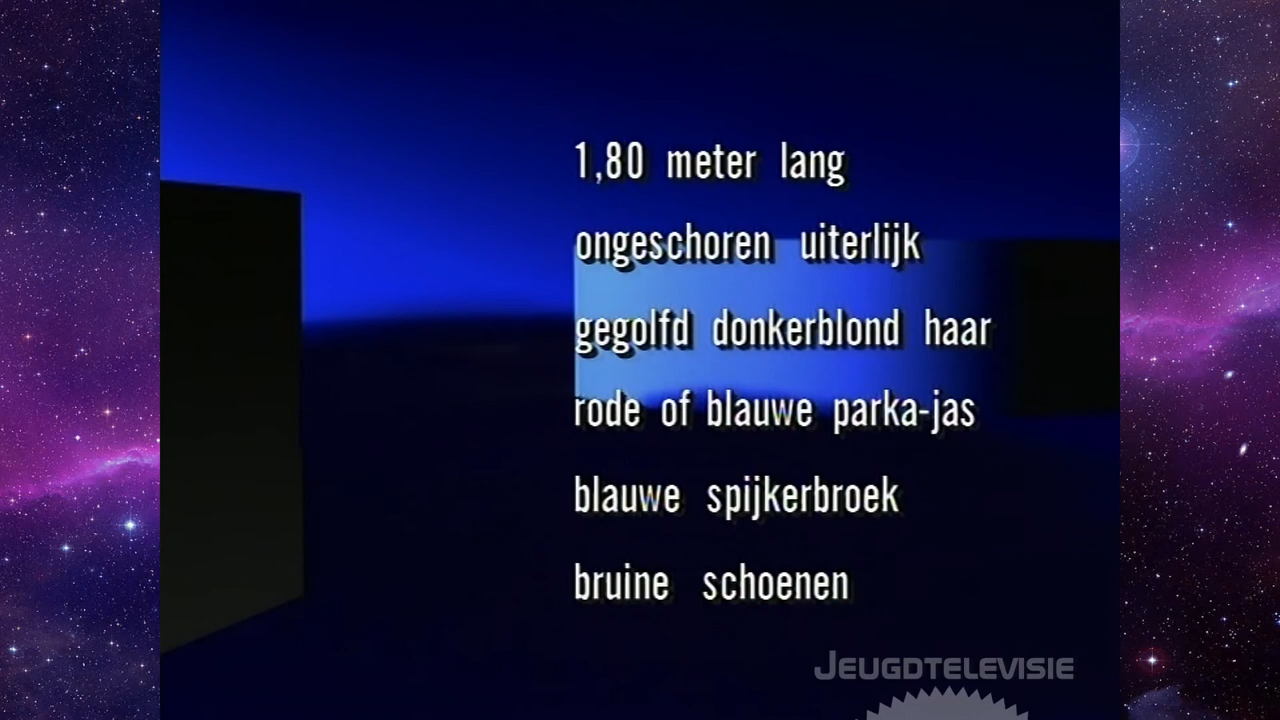 1,80 meter lang
ongeschoren uiterlijk
gegolfd donkerblond haar
rode of blauwe parka-jas
blauwe spijkerbroek
bruine schoenen
JEUGDTELEVISIE